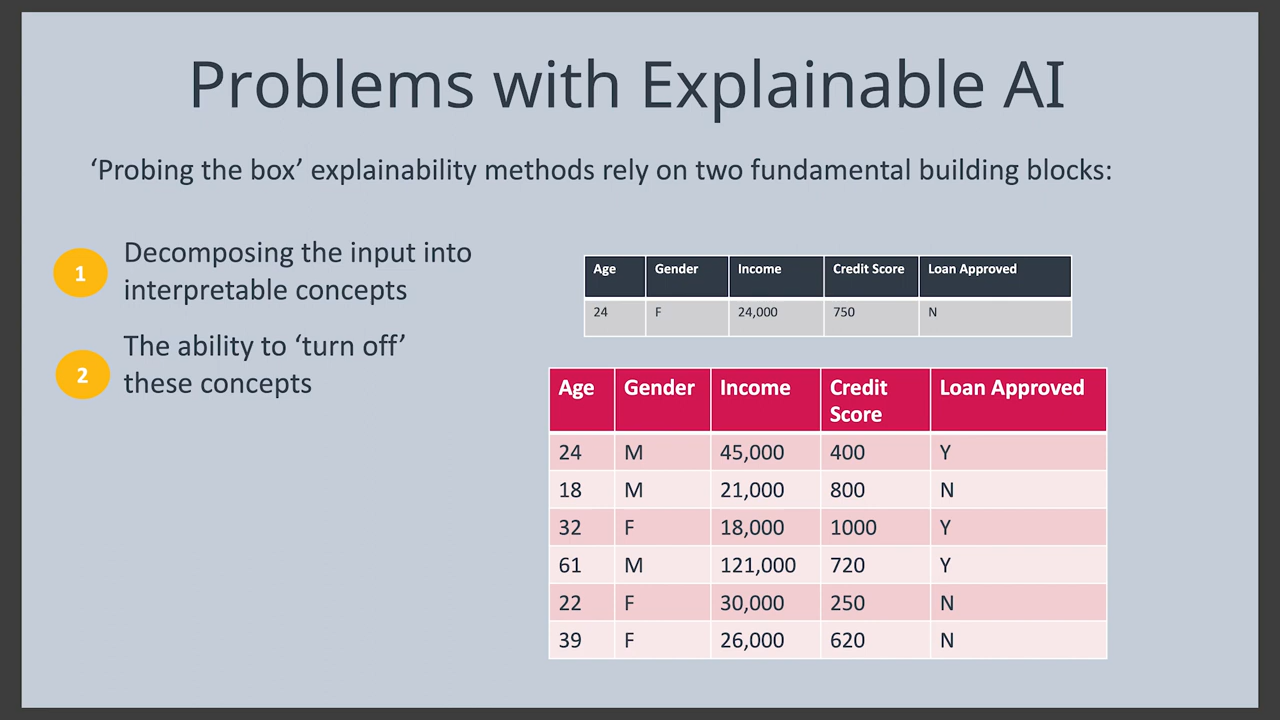 Problems with Explainable AI
‘Probing the box’ explainability methods rely on two fundamental building blocks:
1
Decomposing the input into
interpretable concepts
2
The ability to ‘turn off’
these concepts
Age Gender Income Credit Score Loan Approved
24 F 24,000 750 N
Age Gender Income Credit Score Loan Approved
24 M 45,000 400 Y
18 M 21,000 800 N
32 F 18,000 1000 Y
61 M 121,000 720 Y
22 F 30,000 250 N
39 F 26,000 620 N